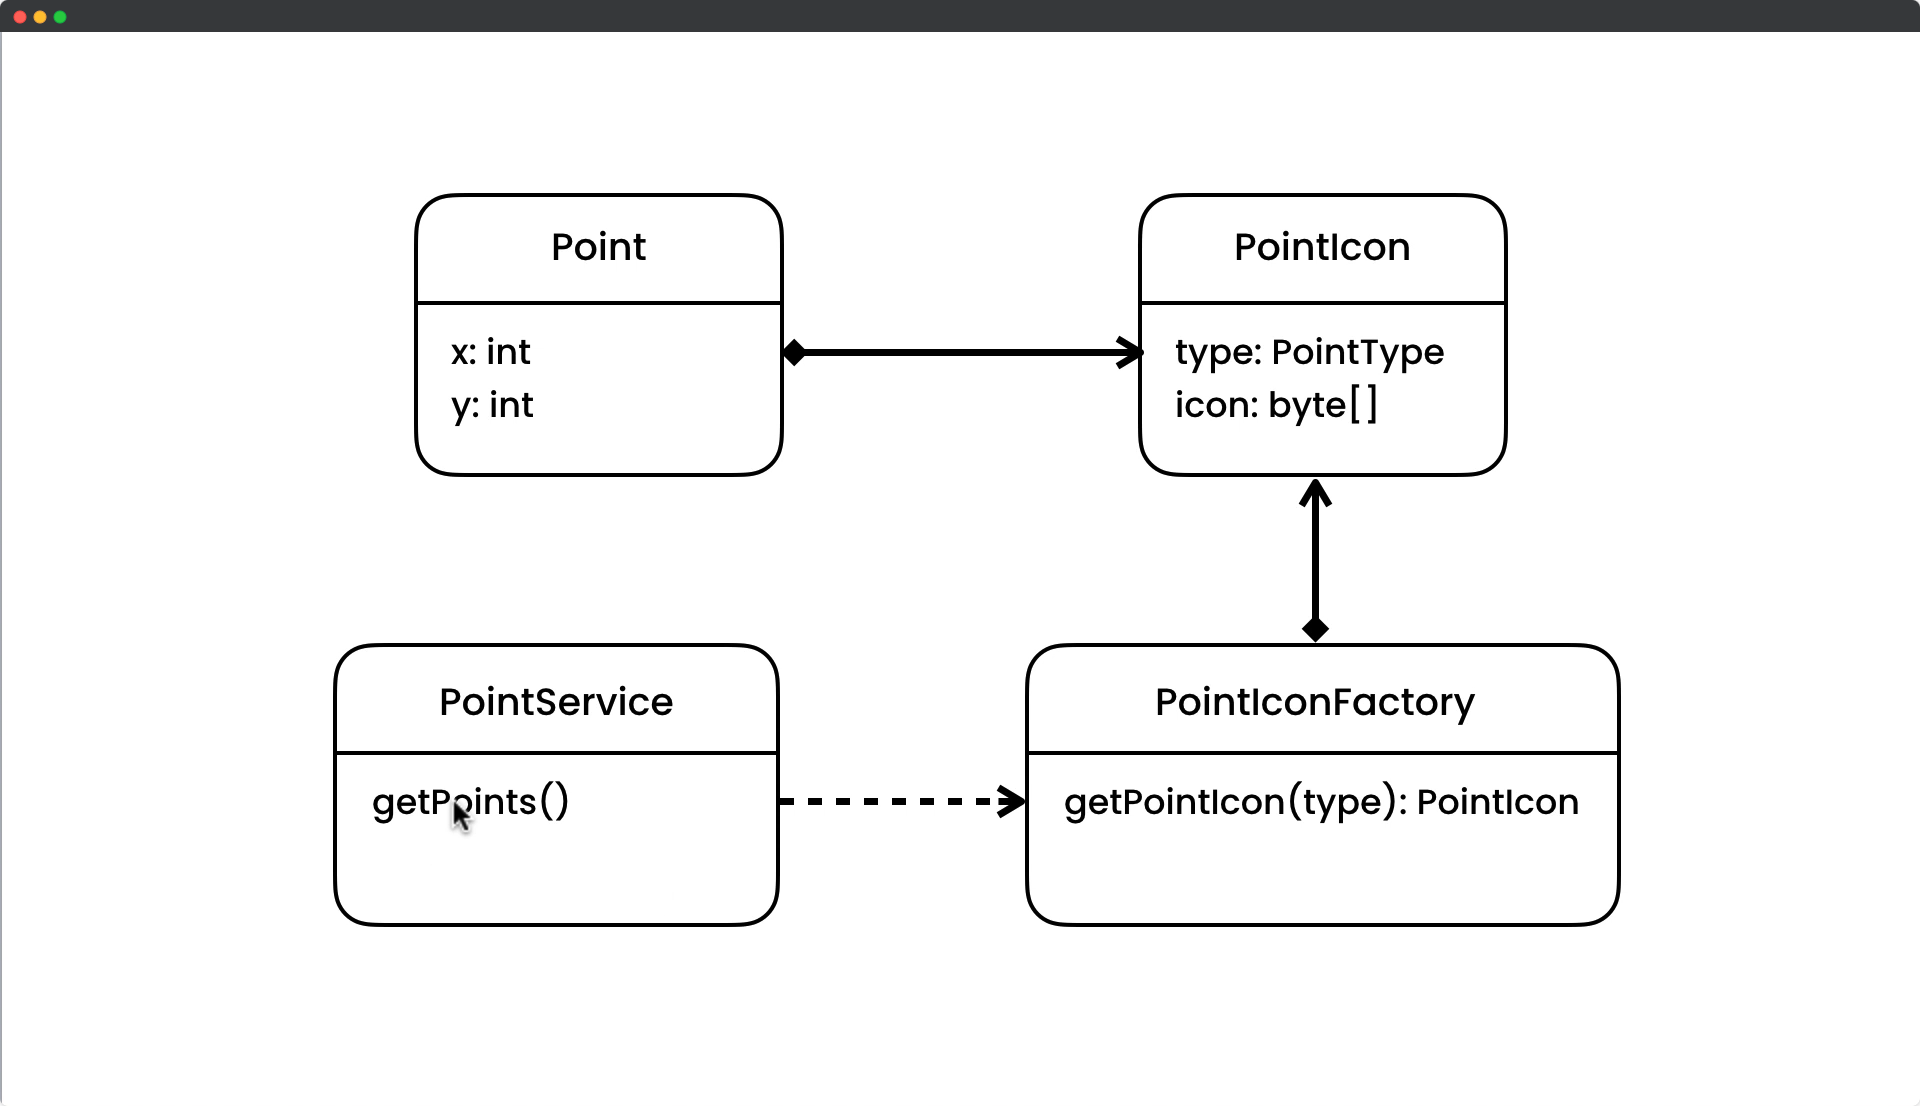 Point
x: int
y: int
PointIcon
type: PointType
icon: byte[]
PointService
getPoints()
PointIconFactory
getPointIcon(type): PointIcon